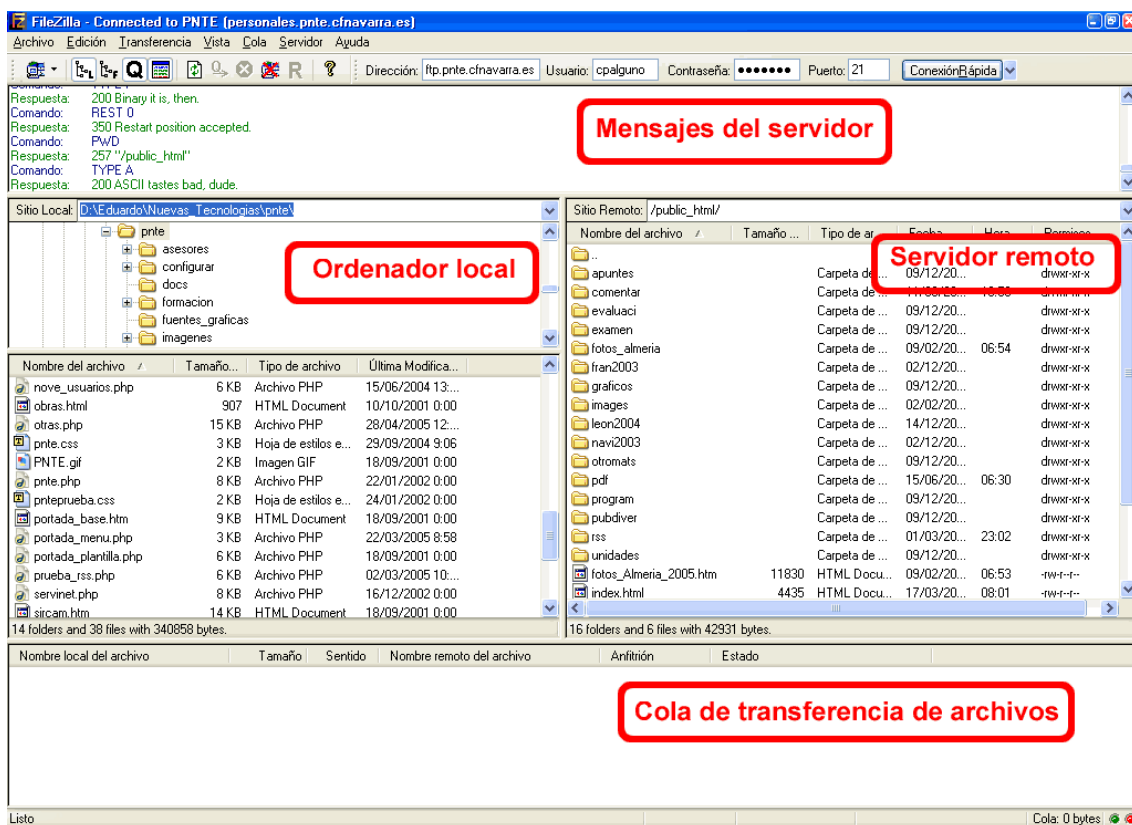 FileZilla - Connected to PNTE (personales.pnte.cfnavarra.es)
Archivo Edición Transferencia Vista Cola Servidor Ayuda
Dirección: ftp.pnte.cfnavarra.es Usuario: cpalguno Contraseña: ●●●●●●● Puerto: 21 ConexiónRápida
Respuesta: 200 Binary it is, then.
Comando: REST 0
Respuesta: 350 Restart position accepted.
Comando: PWD
Respuesta: 257 "/public_html"
Comando: TYPE A
Respuesta: 200 ASCII tastes bad, dude.
Mensajes del servidor
Sitio Local: D:\Eduardo\Nuevas_Tecnologias\pnte\
pnte
asesores
configurar
docs
formacion
fuentes_graficas
imagenes
Ordenador local
Nombre del archivo Tamaño... Tipo de archivo Última Modifica...
nove_usuarios.php 6 KB Archivo PHP 15/06/2004 13:...
obras.html 907 HTML Document 10/10/2001 0:00
otras.php 15 KB Archivo PHP 28/04/2005 12:...
pnte.css 3 KB Hoja de estilos e... 29/09/2004 9:06
PNTE.gif 2 KB Imagen GIF 18/09/2001 0:00
pnte.php 8 KB Archivo PHP 22/01/2002 0:00
pnteprueba.css 2 KB Hoja de estilos e... 24/01/2002 0:00
portada_base.htm 9 KB HTML Document 18/09/2001 0:00
portada_menu.php 3 KB Archivo PHP 22/03/2005 8:58
portada_plantilla.php 6 KB Archivo PHP 18/09/2001 0:00
prueba_rss.php 6 KB Archivo PHP 02/03/2005 10:...
servinet.php 8 KB Archivo PHP 16/12/2002 0:00
sircam.htm 14 KB HTML Document 18/09/2001 0:00
14 folders and 38 files with 340858 bytes.
Sitio Remoto: /public_html/
Nombre del archivo Tamaño ... Tipo de ar...
Servidor remoto
..
apuntes Carpeta de ... 09/12/20... drwxr-xr-x
comentar Carpeta de ...
evaluaci Carpeta de ... 09/12/20... drwxr-xr-x
examen Carpeta de ... 09/12/20... drwxr-xr-x
fotos_almeria Carpeta de ... 09/02/20... 06:54 drwxr-xr-x
fran2003 Carpeta de ... 02/12/20... drwxr-xr-x
graficos Carpeta de ... 09/12/20... drwxr-xr-x
images Carpeta de ... 02/02/20... drwxr-xr-x
leon2004 Carpeta de ... 14/12/20... drwxr-xr-x
navi2003 Carpeta de ... 02/12/20... drwxr-xr-x
otromats Carpeta de ... 09/12/20... drwxr-xr-x
pdf Carpeta de ... 15/06/20... 06:30 drwxr-xr-x
program Carpeta de ... 09/12/20... drwxr-xr-x
pubdiver Carpeta de ... 09/12/20... drwxr-xr-x
rss Carpeta de ... 01/03/20... 23:02 drwxr-xr-x
unidades Carpeta de ... 09/12/20... drwxr-xr-x
fotos_Almeria_2005.htm 11830 HTML Docu... 09/02/20... 06:53 -rw-r--r--
index.html 4435 HTML Docu... 17/03/20... 08:01 -rw-r--r--
16 folders and 6 files with 42931 bytes.
Nombre local del archivo Tamaño Sentido Nombre remoto del archivo Anfitrión Estado
Cola de transferencia de archivos
Listo Cola: 0 bytes